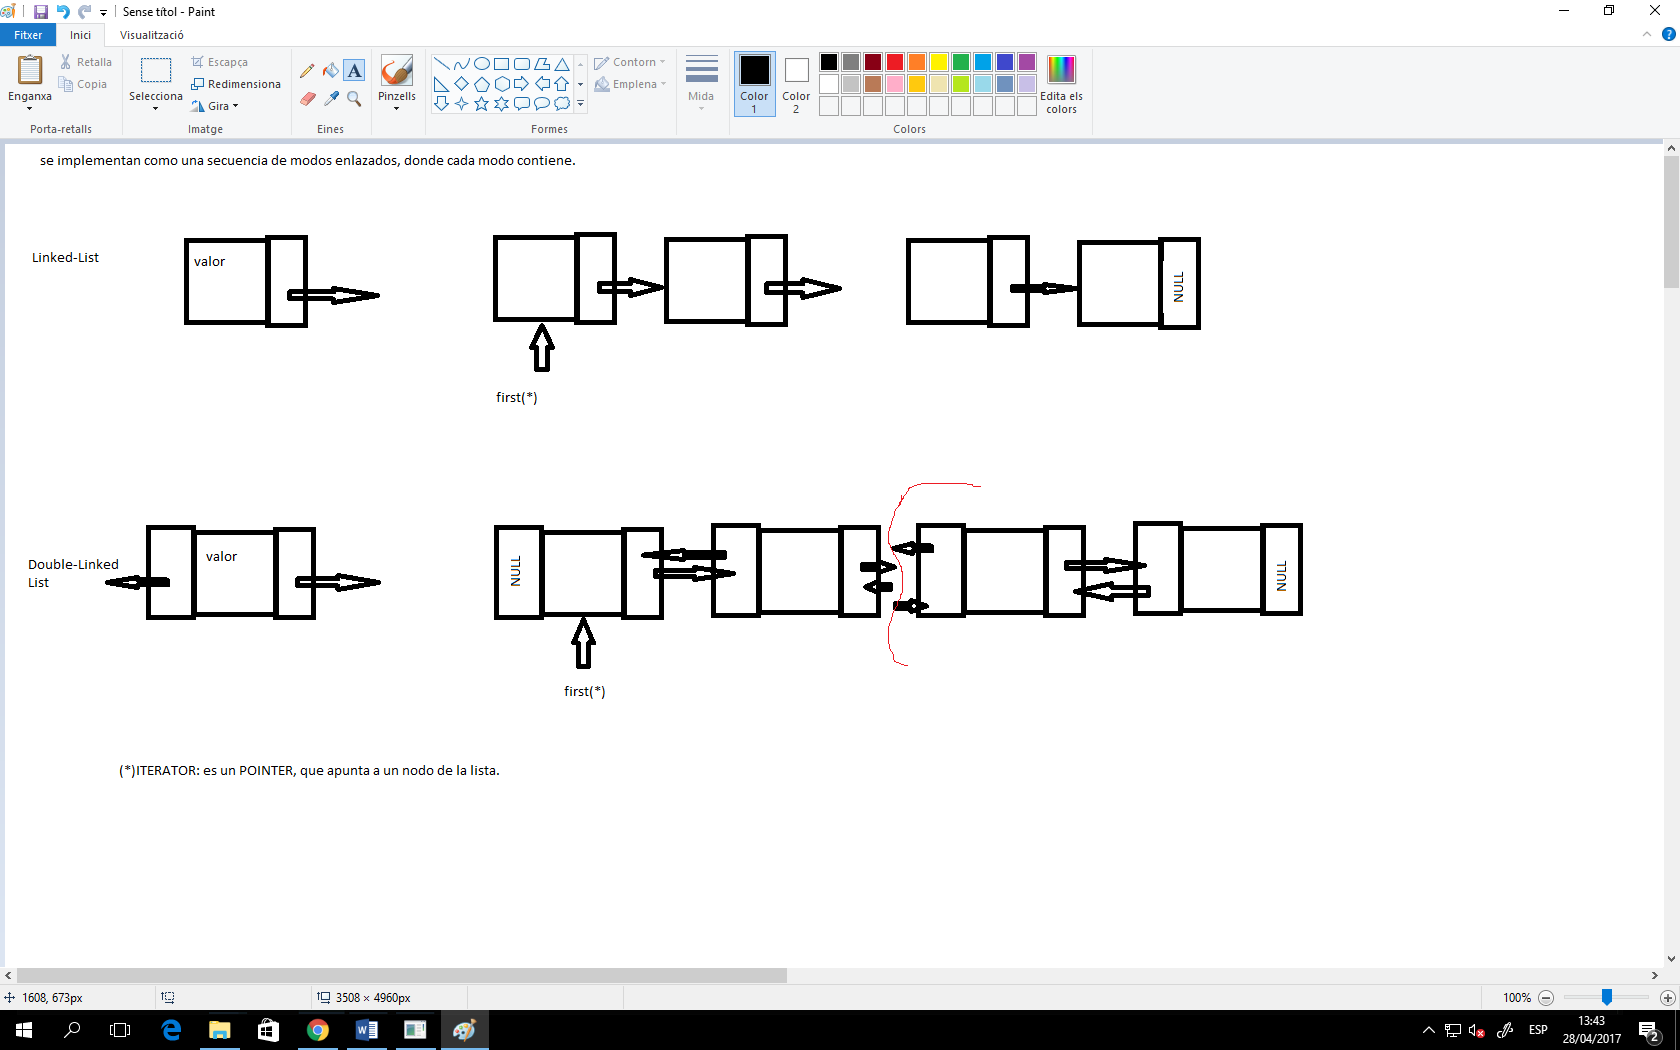 Sense títol - Paint
Fitxer
Inici
Visualització
Enganxa
Retalla
Copia
Porta-retalls
Selecciona
Escapça
Redimensiona
Gira
Imatge
A
Eines
Pinzells
Contorn
Emplena
Formes
Mida
Color
1
Color
2
Edita els
colors
Colors
se implementan como una secuencia de modos enlazados, donde cada modo contiene.
Linked-List
valor
NULL
first(*)
Double-Linked
List
valor
NULL
NULL
first(*)
(*)ITERATOR: es un POINTER, que apunta a un nodo de la lista.
1608, 673px
3508 × 4960px
100%
ESP
13:43
28/04/2017
2